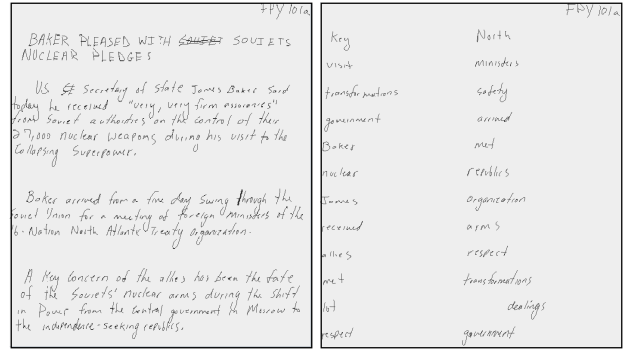 FPY 101a
BAKER PLEASED WITH SOVIETS
NUCLEAR PLEDGES
US Secretary of State James Baker said
today he received "very, very firm assurances"
from Soviet authorities on the control of their
27,000 nuclear weapons during his visit to the
Collapsing Superpower.
Baker arrived from a five day swing through the
Soviet Union for a meeting of foreign ministers of the
16-Nation North Atlantic Treaty organization.
A Key concern of the allies has been the fate
of the Soviets' nuclear arms during the shift
in Power from the central government in Moscow to
the independence-seeking republics.
FPY 101a
Key North
visit ministers
transformations safety
government arrived
Baker met
nuclear republics
James organization
received arms
allies respect
met transformations
lot dealings
respect government